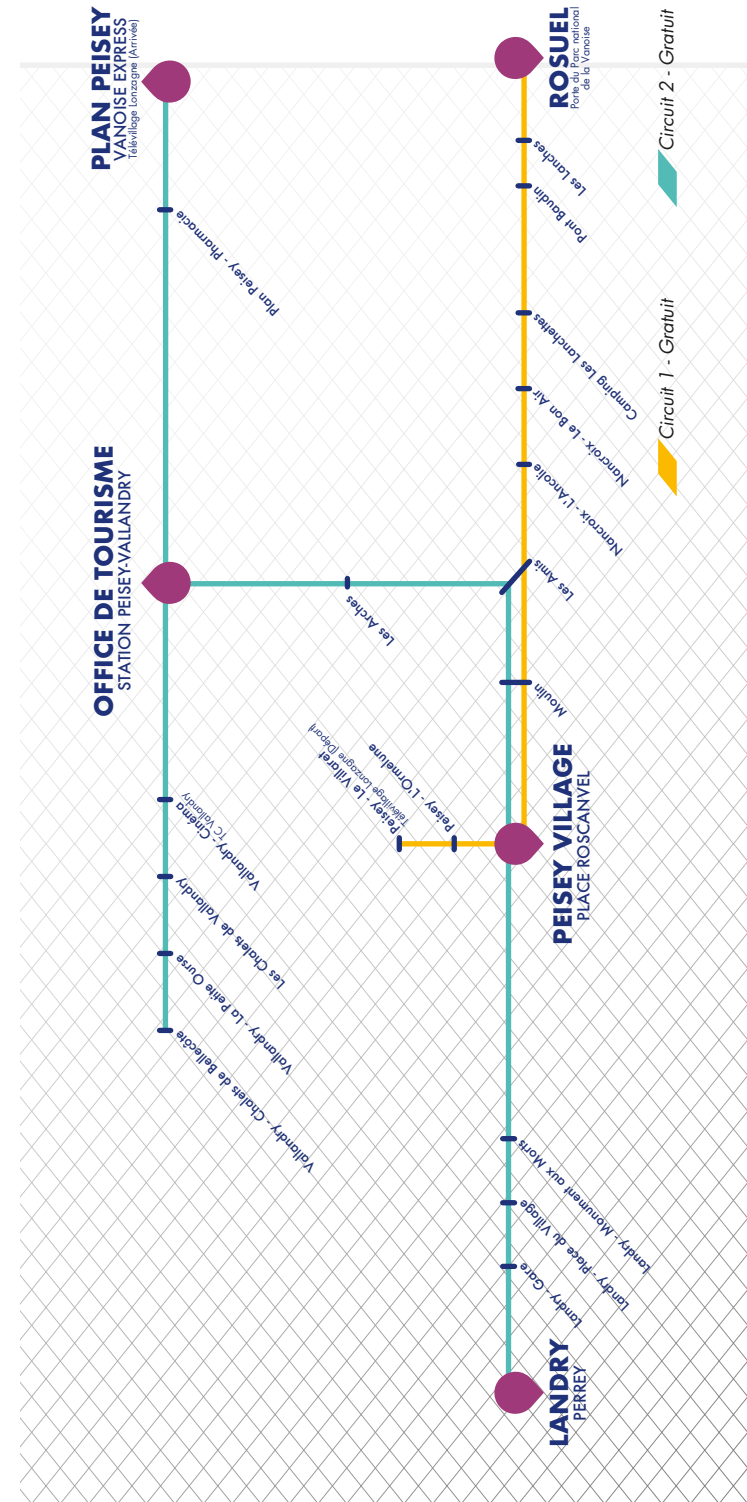 PLAN PEISEY
VANOISE EXPRESS
Télévillage Lonzagne (Arrivée)
Plan Peisey - Pharmacie
OFFICE DE TOURISME
STATION PEISEY-VALLANDRY
Vallandry - Cinéma
TC Vallandry
Les Chalets de Vallandry
Vallandry - La Petite Ourse
Vallandry - Chalets de Bellecôte
Les Arches
Peisey - Le Villaret
Télévillage Lonzagne (Départ)
Peisey - L'Ormelune
ROSUEL
Porte du Parc national
de la Vanoise
Les Lanches
Pont Baudin
Camping Les Lanchettes
Nancroix - Le Bon Air
Nancroix - L'Ancolie
Les Amis
Moulin
PEISEY VILLAGE
PLACE ROSCANVEL
Landry - Monument aux Morts
Landry - Place du Village
Landry - Gare
LANDRY
PERREY
Circuit 2 - Gratuit
Circuit 1 - Gratuit